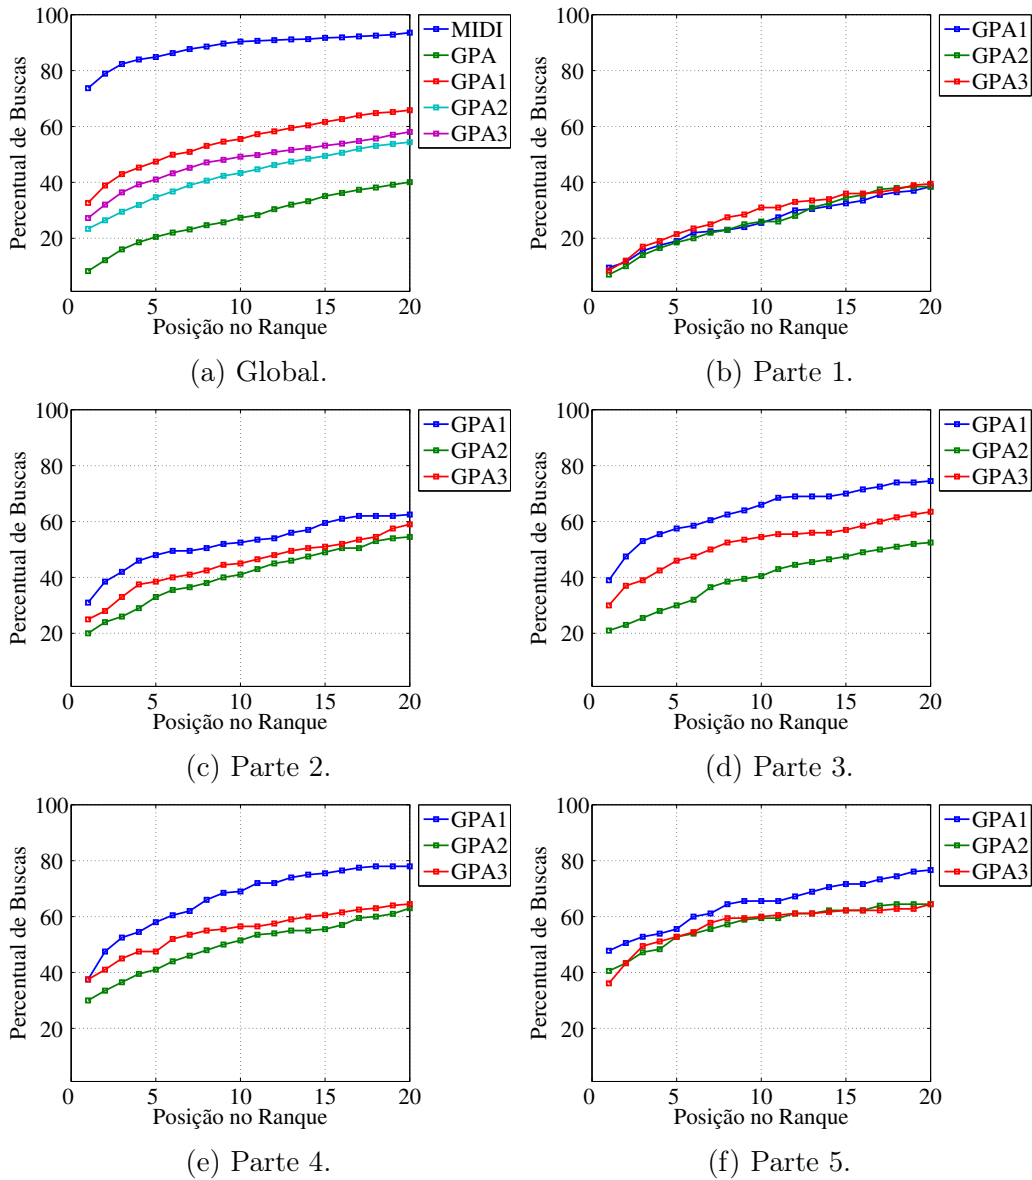 100
80
60
40
20
0
5
10
15
20
Percentual de Buscas
Posição no Ranque
MIDI
GPA
GPA1
GPA2
GPA3
(a) Global.
100
80
60
40
20
0
5
10
15
20
Percentual de Buscas
Posição no Ranque
GPA1
GPA2
GPA3
(b) Parte 1.
100
80
60
40
20
0
5
10
15
20
Percentual de Buscas
Posição no Ranque
GPA1
GPA2
GPA3
(c) Parte 2.
100
80
60
40
20
0
5
10
15
20
Percentual de Buscas
Posição no Ranque
GPA1
GPA2
GPA3
(d) Parte 3.
100
80
60
40
20
0
5
10
15
20
Percentual de Buscas
Posição no Ranque
GPA1
GPA2
GPA3
(e) Parte 4.
100
80
60
40
20
0
5
10
15
20
Percentual de Buscas
Posição no Ranque
GPA1
GPA2
GPA3
(f) Parte 5.